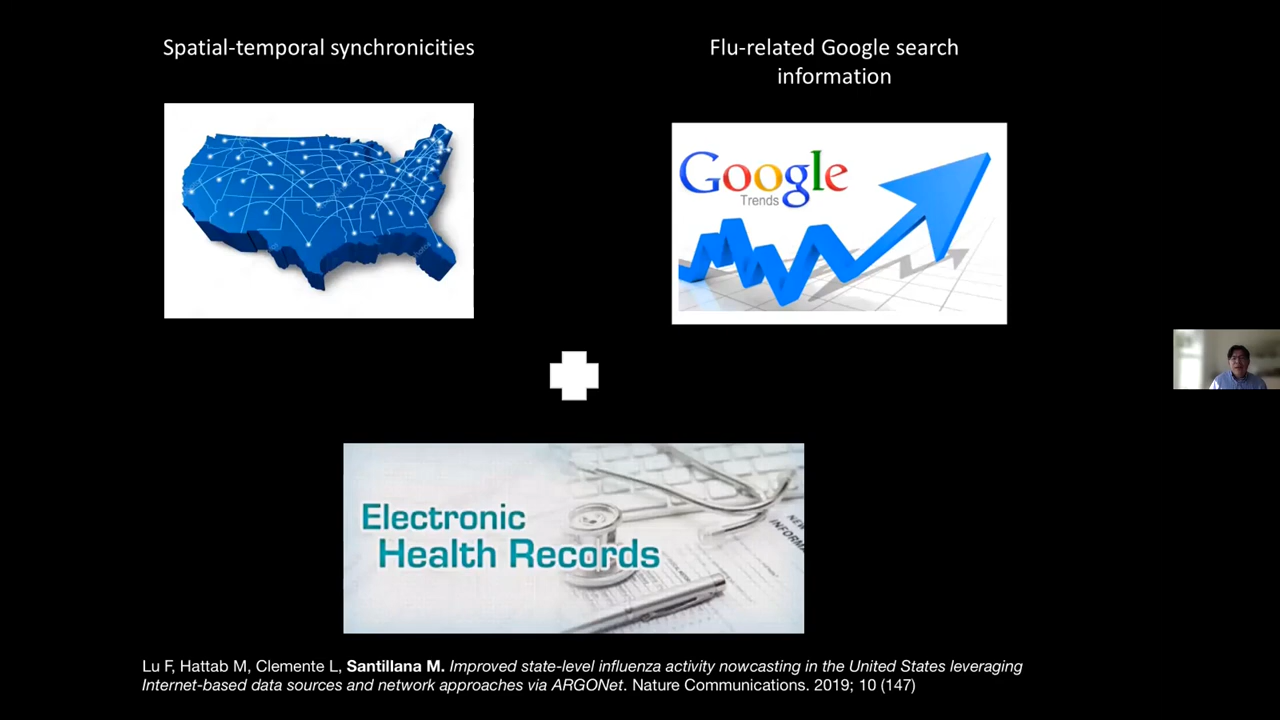 Spatial-temporal synchronicities
Flu-related Google search
information
Google
Trends
Electronic
Health Records
Lu F, Hattab M, Clemente L, Santillana M. Improved state-level influenza activity nowcasting in the United States leveraging
Internet-based data sources and network approaches via ARGONet. Nature Communications. 2019; 10 (147)